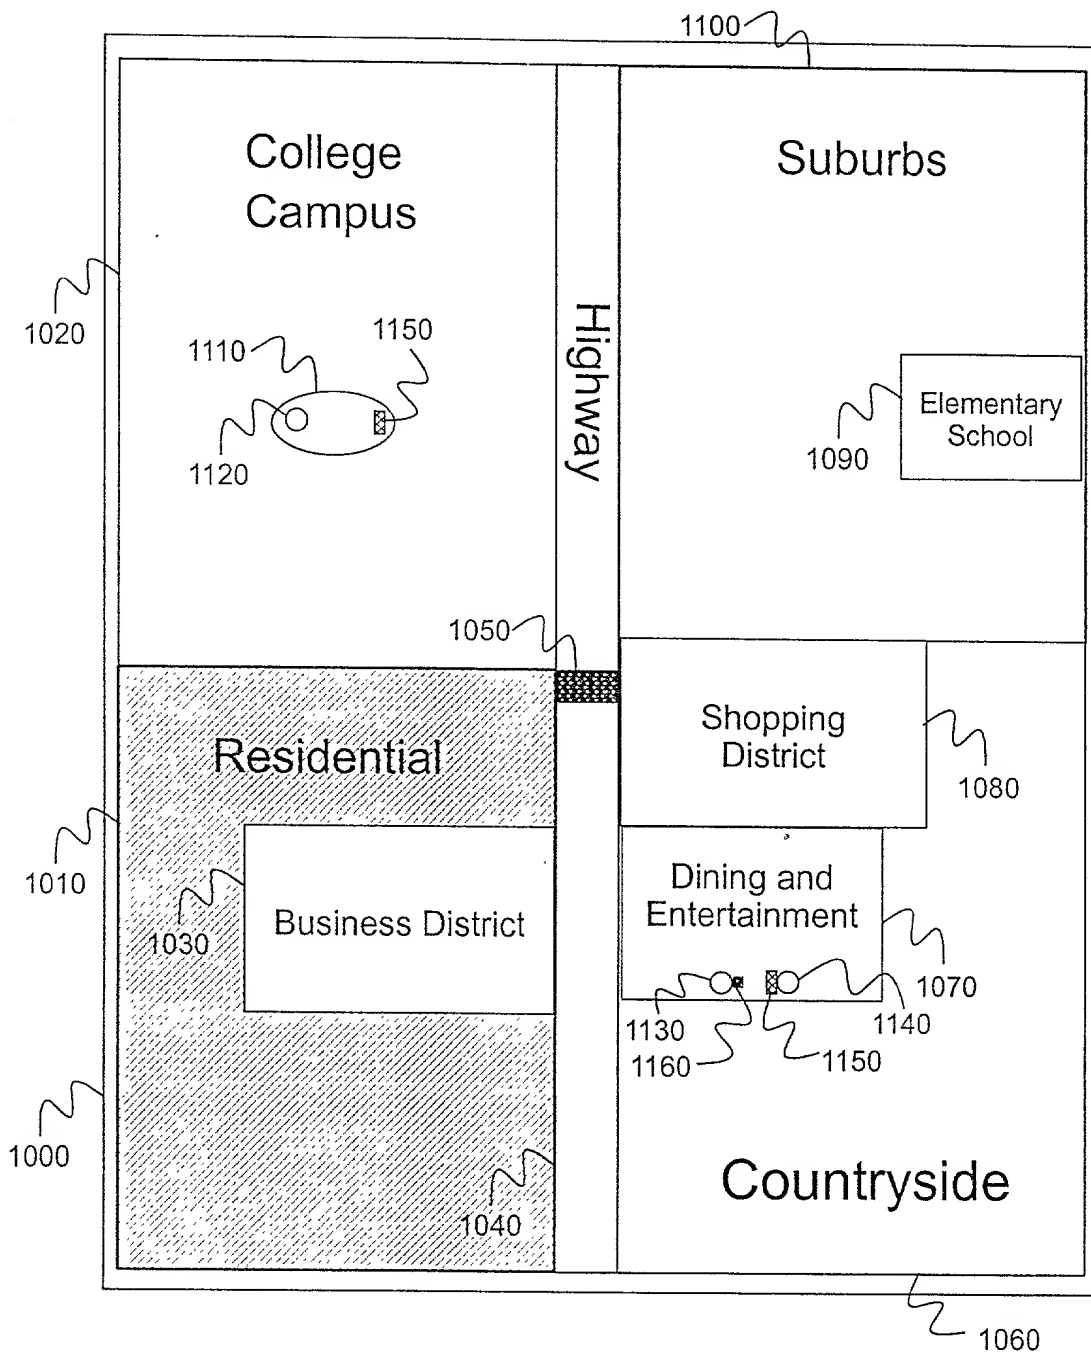 1100
College
Campus
Suburbs
1020
1110
1150
Highway
Elementary
School
1090
1120
1050
Shopping
District
Residential
1080
1010
Dining and
Entertainment
Business District
1030
1070
1130
1140
1160
1150
1000
Countryside
1040
1060